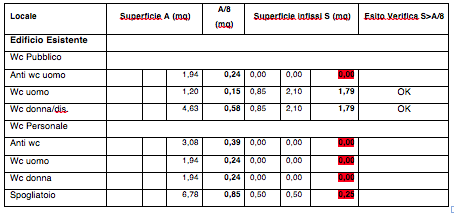 Locale Superficie A (mq) A/8 (mq) Superficie infissi S (mq) Esito Verifica S>A/8
Edificio Esistente
Wc Pubblico
Anti wc uomo 1,94 0,24 0,00 0,00 0,00
Wc uomo 1,20 0,15 0,85 2,10 1,79 OK
Wc donna/dis. 4,63 0,58 0,85 2,10 1,79 OK
Wc Personale
Anti wc 3,08 0,39 0,00 0,00 0,00
Wc uomo 1,94 0,24 0,00 0,00 0,00
Wc donna 1,94 0,24 0,00 0,00 0,00
Spogliatoio 6,78 0,85 0,50 0,50 0,25